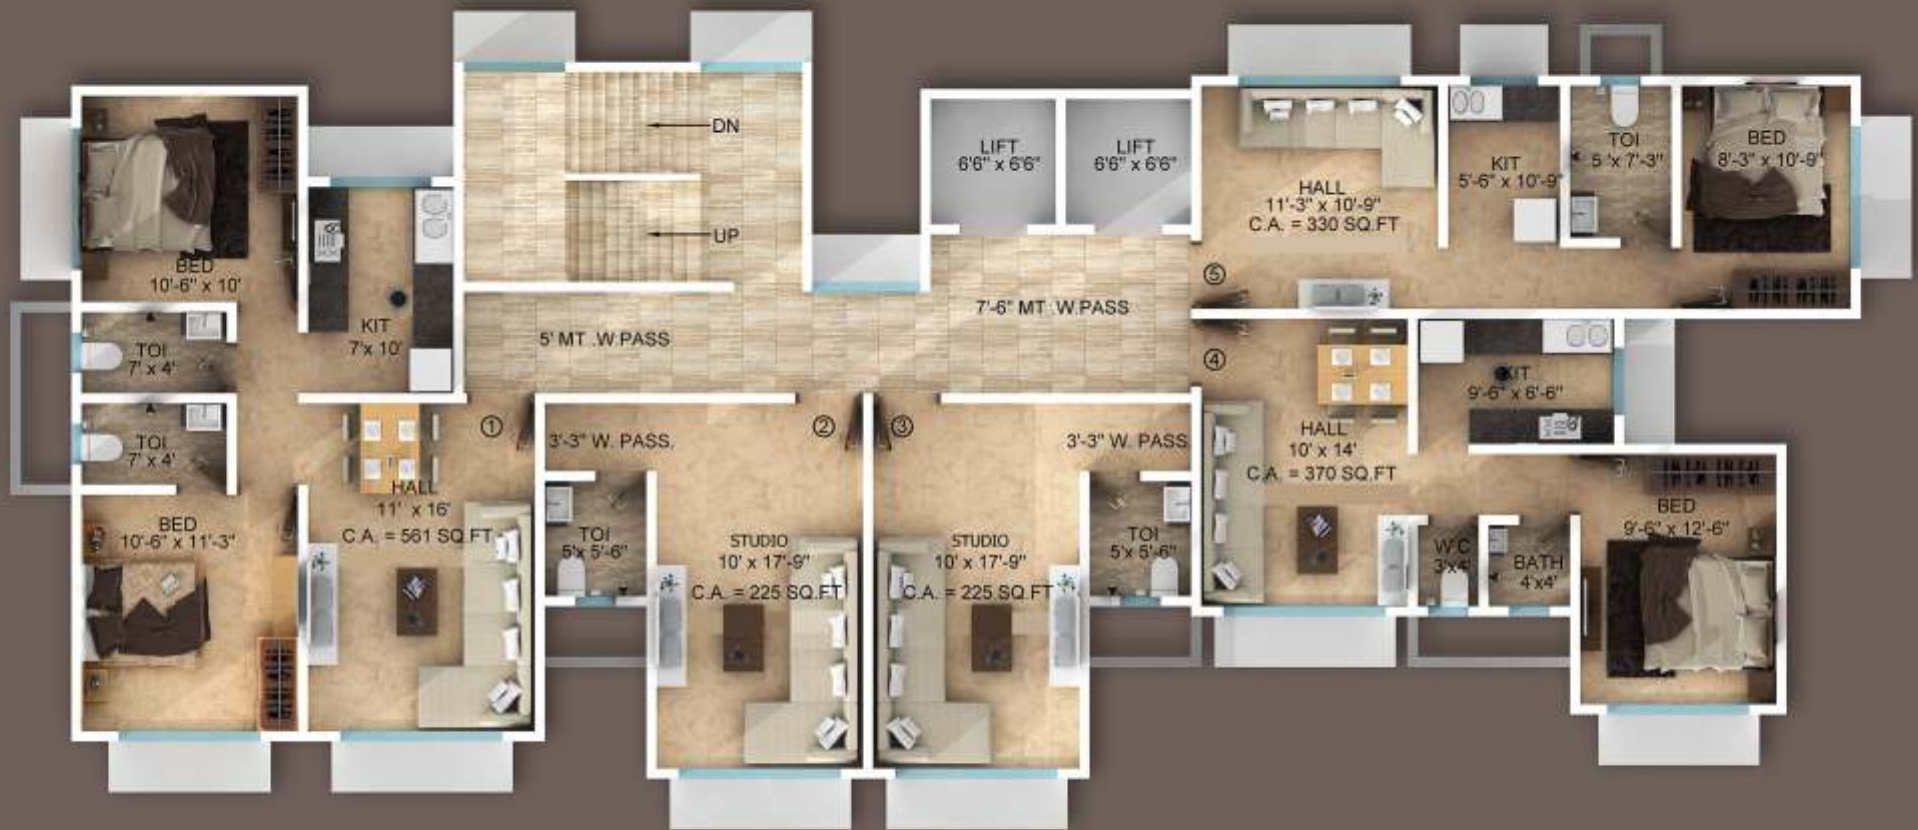 DN
UP
LIFT
6'6" x 6'6"
LIFT
6'6" x 6'6"
5' MT .W.PASS
7'-6" MT .W.PASS
BED
10'-6" x 10'
KIT
7'x 10'
TOI
7' x 4'
TOI
7' x 4'
BED
10'-6" x 11'-3"
HALL
11' x 16'
C.A. = 561 SQ.FT
①
3'-3" W. PASS,
②
TOI
5'x 5'-6"
STUDIO
10' x 17'-9"
C.A. = 225 SQ.FT
③
3'-3" W. PASS
STUDIO
10' x 17'-9"
C.A. = 225 SQ.FT
TOI
5'x 5'-6"
④
HALL
10' x 14'
C.A. = 370 SQ.FT
KIT
9'-6" x 6'-6"
W.C
3'x4'
BATH
4'x4'
BED
9'-6" x 12'-6"
⑤
HALL
11'-3" x 10'-9"
C.A. = 330 SQ.FT
KIT
5'-6" x 10'-9"
TOI
5 'x 7'-3"
BED
8'-3" x 10'-9"